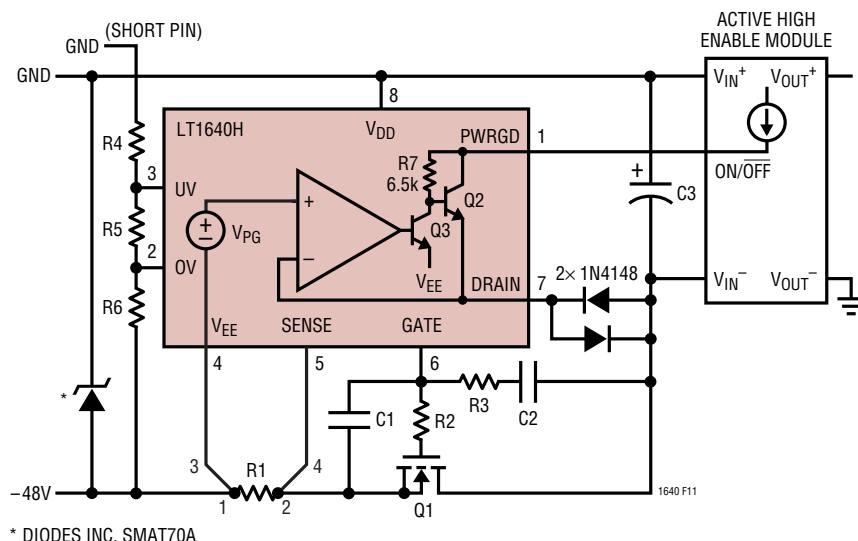 (SHORT PIN)
GND
GND
ACTIVE HIGH
ENABLE MODULE
VIN+
VOUT+
ON/OFF
VIN−
VOUT−
8
VDD
LT1640H
PWRGD
1
R4
3
UV
R7
6.5k
Q2
Q3
+
C3
R5
+
−
VPG
+
−
2
OV
VEE
DRAIN
7
2× 1N4148
R6
VEE
SENSE
GATE
4
5
6
*
C1
R2
R3
C2
3
R1
4
−48V
1
2
Q1
1640 F11
* DIODES INC. SMAT70A